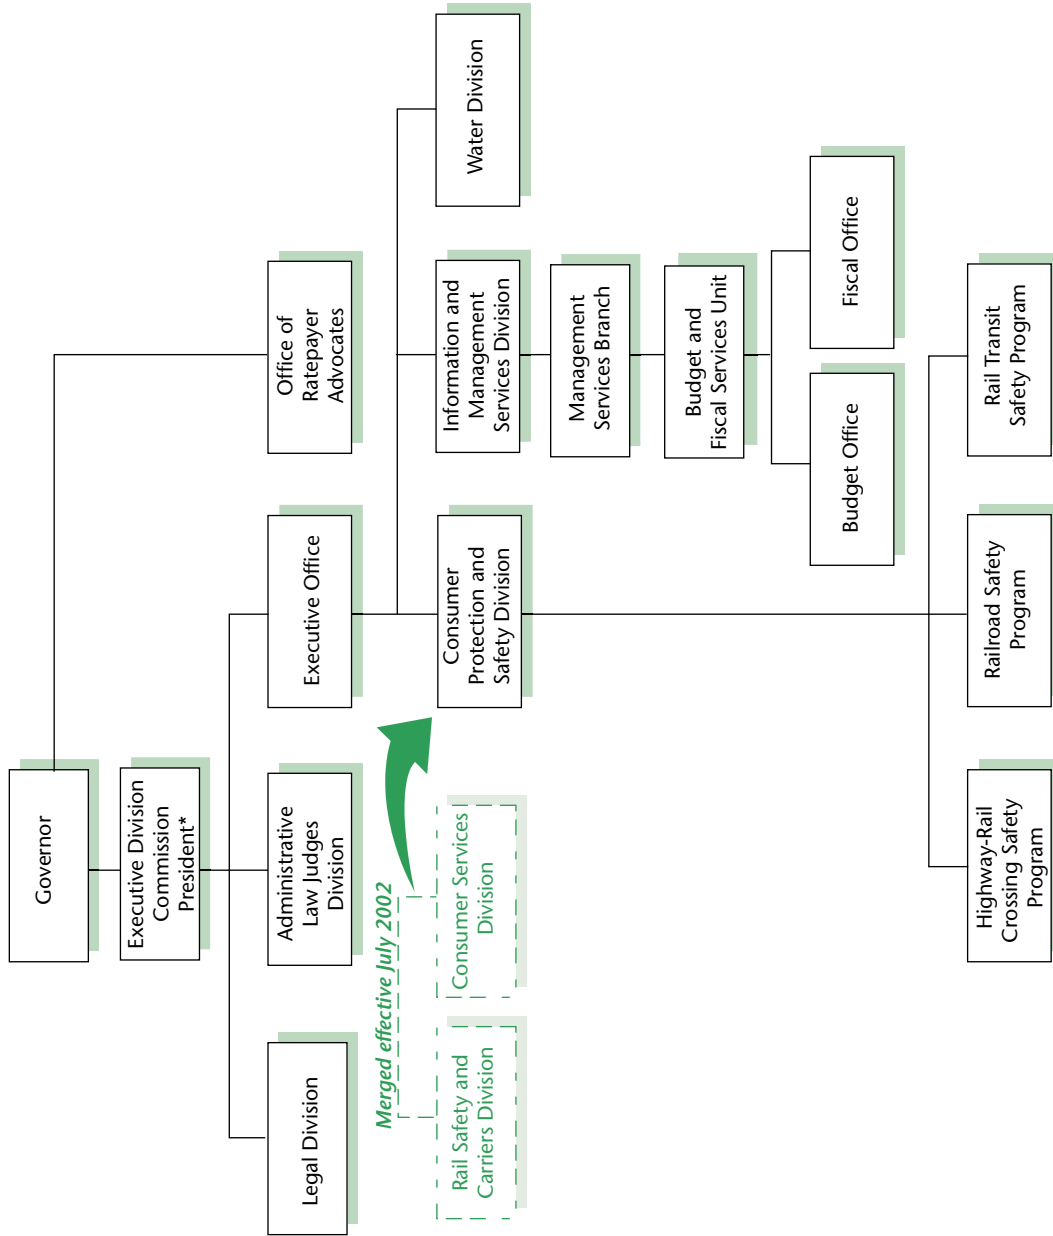 Governor
Executive Division
Commission
President*
Legal Division
Administrative
Law Judges
Division
Executive Office
Office of
Ratepayer
Advocates
Merged effective July 2002
Rail Safety and
Carriers Division
Consumer Services
Division
Consumer
Protection and
Safety Division
Information and
Management
Services Division
Water Division
Management
Services Branch
Budget and
Fiscal Services Unit
Budget Office
Fiscal Office
Highway-Rail
Crossing Safety
Program
Railroad Safety
Program
Rail Transit
Safety Program